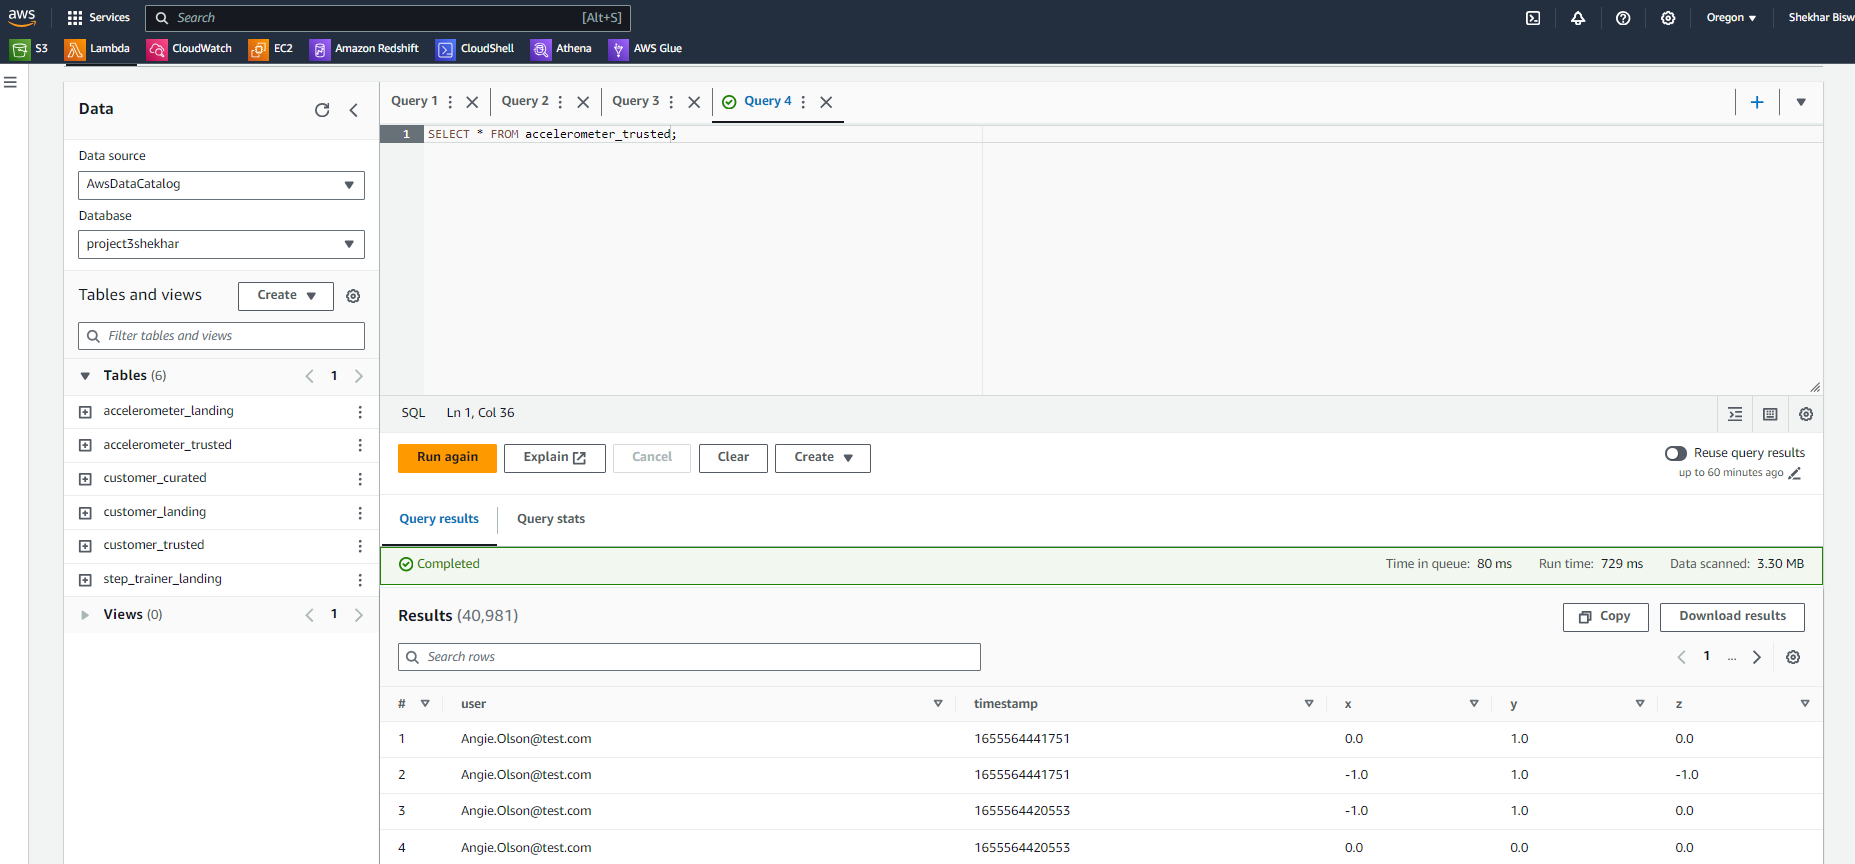 aws Services Search [Alt+S] Oregon Shekhar Bisw
S3 Lambda CloudWatch EC2 Amazon Redshift CloudShell Athena AWS Glue
Data
Data source
AwsDataCatalog
Database
project3shekhar
Tables and views Create
Filter tables and views
Tables (6) 1
accelerometer_landing
accelerometer_trusted
customer_curated
customer_landing
customer_trusted
step_trainer_landing
Views (0) 1
Query 1 Query 2 Query 3 Query 4
1 SELECT * FROM accelerometer_trusted;
SQL Ln 1, Col 36
Run again Explain Cancel Clear Create
Reuse query results
up to 60 minutes ago
Query results Query stats
Completed Time in queue: 80 ms Run time: 729 ms Data scanned: 3.30 MB
Results (40,981) Copy Download results
Search rows 1 ...
# user timestamp x y z
1 Angie.Olson@test.com 1655564441751 0.0 1.0 0.0
2 Angie.Olson@test.com 1655564441751 -1.0 1.0 -1.0
3 Angie.Olson@test.com 1655564420553 -1.0 1.0 0.0
4 Angie.Olson@test.com 1655564420553 0.0 0.0 0.0